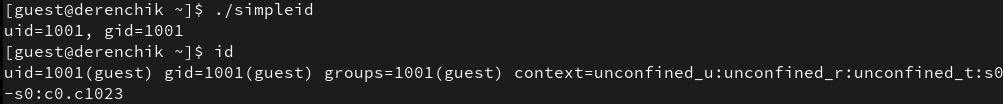 [guest@derenchik ~]$ ./simpleid
uid=1001, gid=1001
[guest@derenchik ~]$ id
uid=1001(guest) gid=1001(guest) groups=1001(guest) context=unconfined_u:unconfined_r:unconfined_t:s0
-s0:c0.c1023